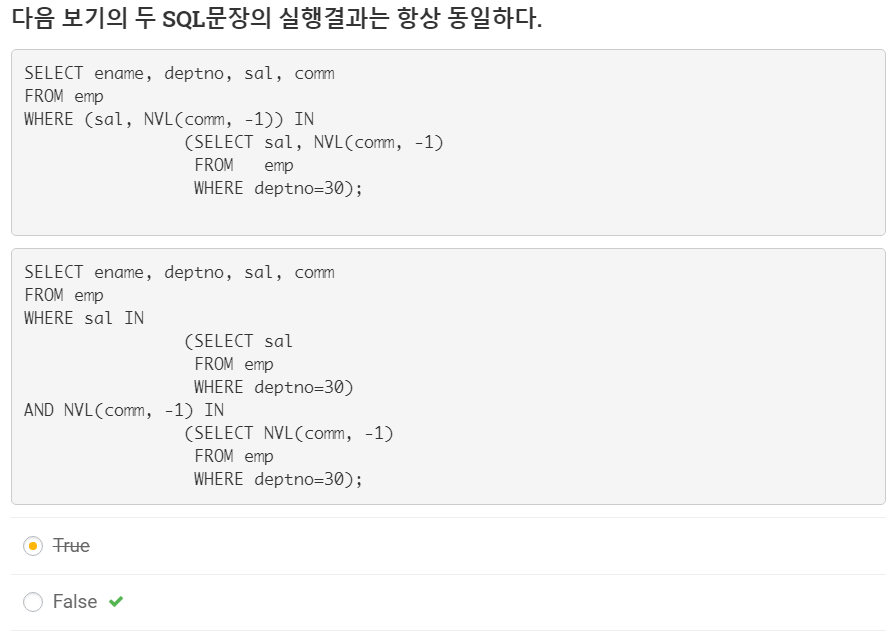 다음 보기의 두 SQL문장의 실행결과는 항상 동일하다.
SELECT ename, deptno, sal, comm
FROM emp
WHERE (sal, NVL(comm, -1)) IN
(SELECT sal, NVL(comm, -1)
FROM   emp
WHERE deptno=30);
SELECT ename, deptno, sal, comm
FROM emp
WHERE sal IN
(SELECT sal
FROM emp
WHERE deptno=30)
AND NVL(comm, -1) IN
(SELECT NVL(comm, -1)
FROM emp
WHERE deptno=30);
True
False